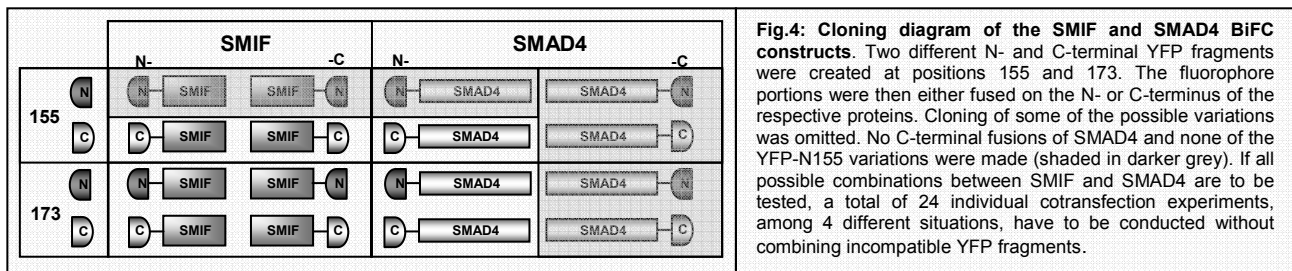 SMIF SMAD4
N- -C N- -C
155 N N SMIF SMIF N N SMAD4 SMAD4 N
C C SMIF SMIF C C SMAD4 SMAD4 C
173 N N SMIF SMIF N N SMAD4 SMAD4 N
C C SMIF SMIF C C SMAD4 SMAD4 C
Fig.4: Cloning diagram of the SMIF and SMAD4 BiFC
constructs. Two different N- and C-terminal YFP fragments
were created at positions 155 and 173. The fluorophore
portions were then either fused on the N- or C-terminus of the
respective proteins. Cloning of some of the possible variations
was omitted. No C-terminal fusions of SMAD4 and none of the
YFP-N155 variations were made (shaded in darker grey). If all
possible combinations between SMIF and SMAD4 are to be
tested, a total of 24 individual cotransfection experiments,
among 4 different situations, have to be conducted without
combining incompatible YFP fragments.